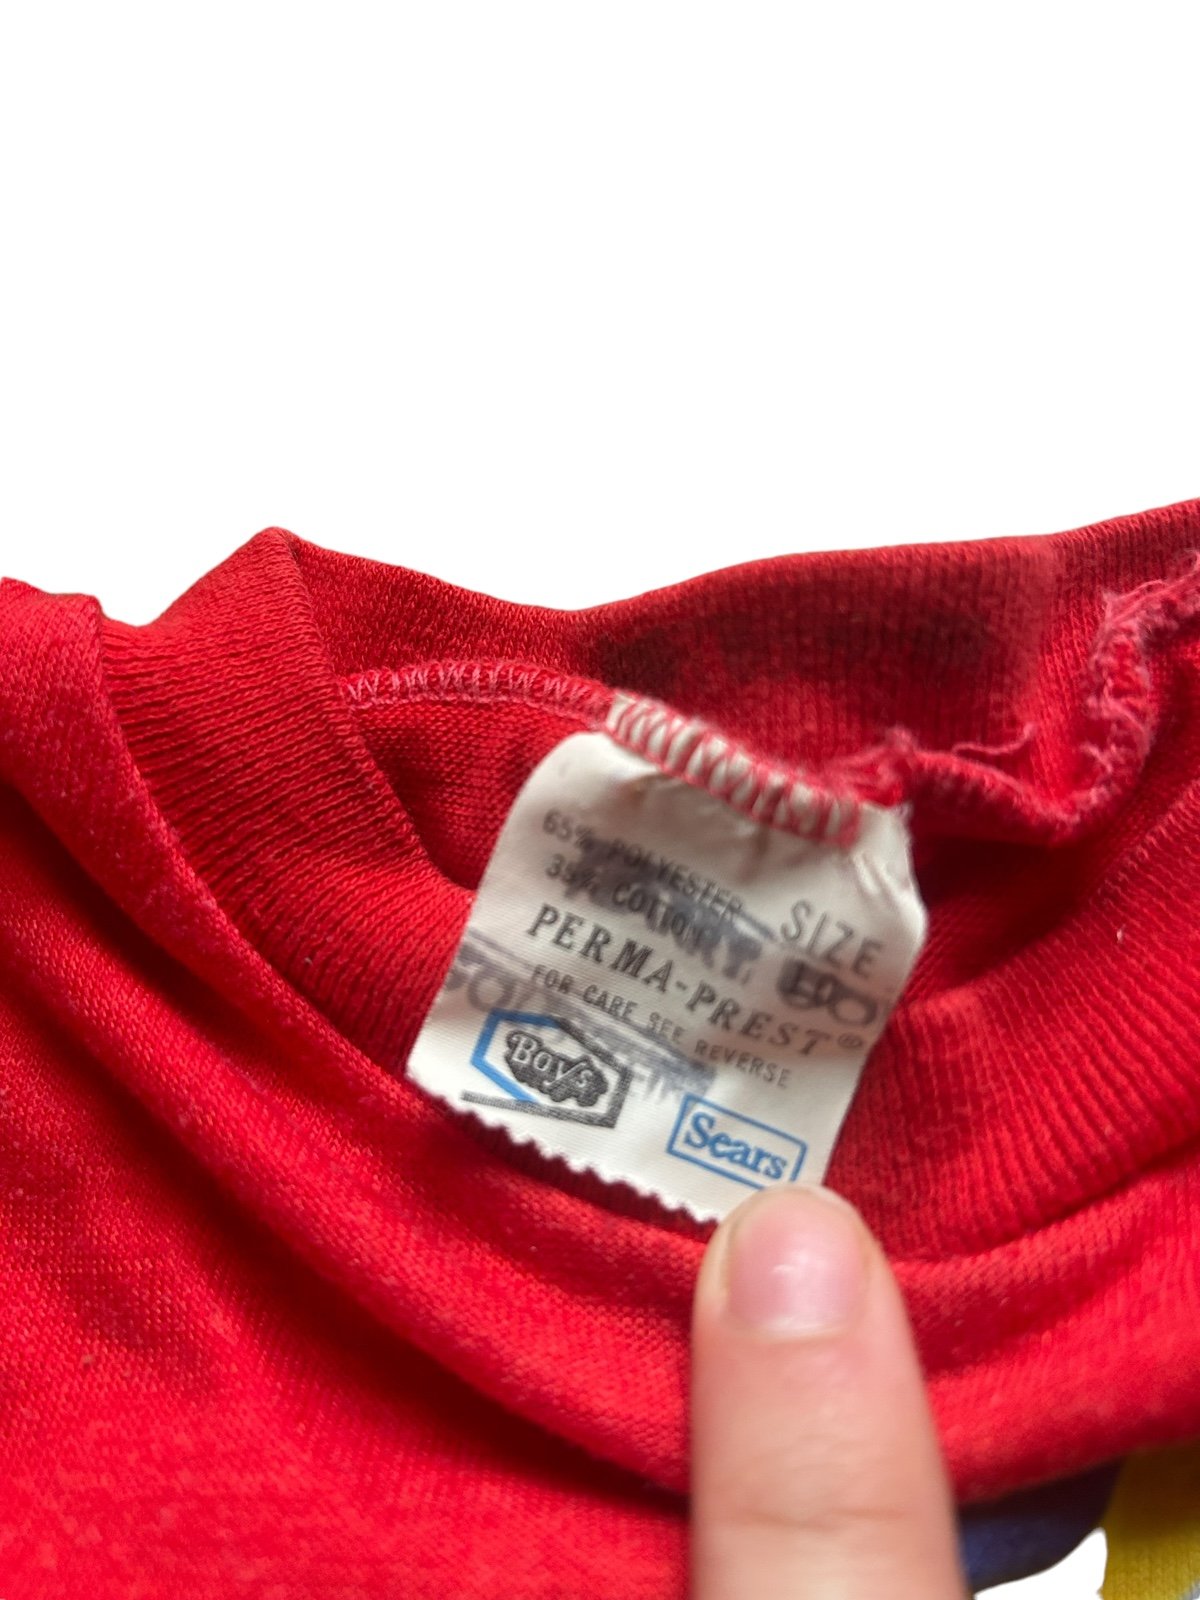 65% POLYESTER
35% COTTON
SIZE
PERMA-PREST®
FOR CARE SEE REVERSE
Boy's
Sears